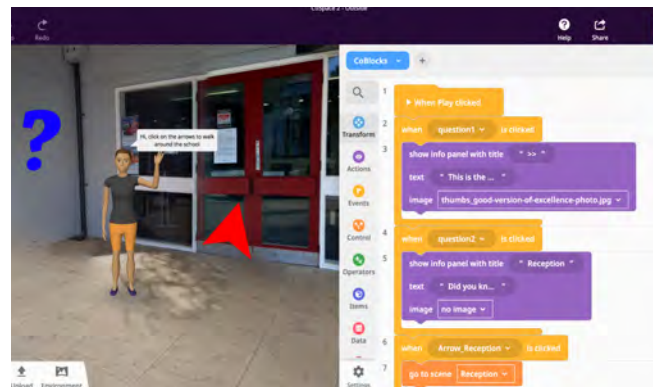 CoSpace 2 - Outside
Redo
Help
Share
CoBlocks
+
Hi, click on the arrows to walk
around the school
?
Transform
Actions
Events
Control
Operators
Items
Data
Settings
Upload
Environment
1
When Play clicked
2
when question1 is clicked
3
show info panel with title " >> "
text " This is the ... "
image thumbs_good-version-of-excellence-photo.jpg
4
when question2 is clicked
5
show info panel with title " Reception "
text " Did you kn... "
image no image
6
when Arrow_Reception is clicked
7
go to scene Reception